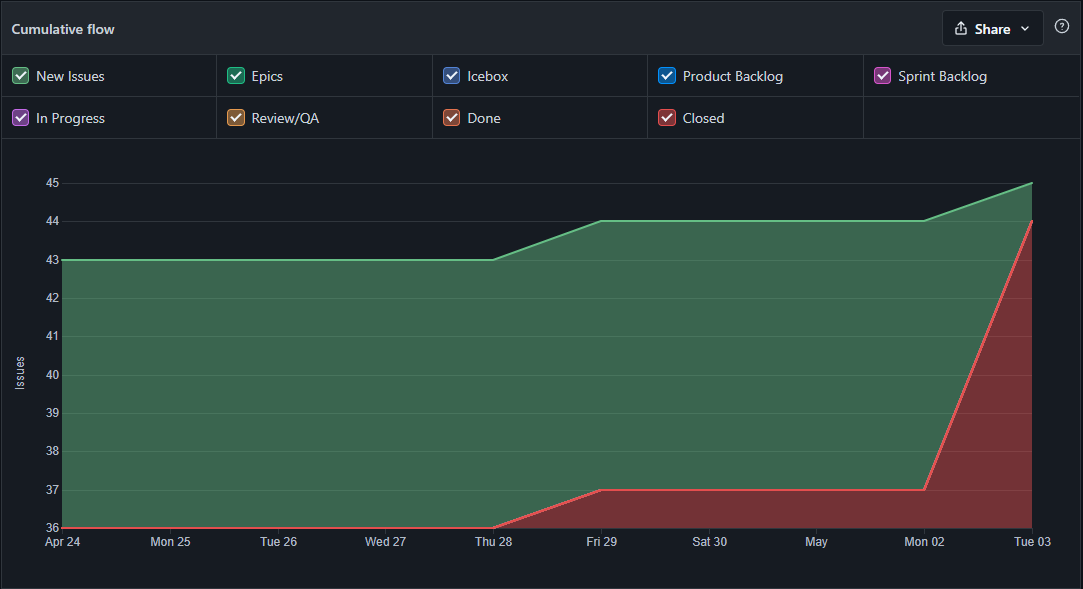 Cumulative flow
Share
New Issues
Epics
Icebox
Product Backlog
Sprint Backlog
In Progress
Review/QA
Done
Closed
45
44
43
42
41
40
39
38
37
36
Issues
Apr 24
Mon 25
Tue 26
Wed 27
Thu 28
Fri 29
Sat 30
May
Mon 02
Tue 03